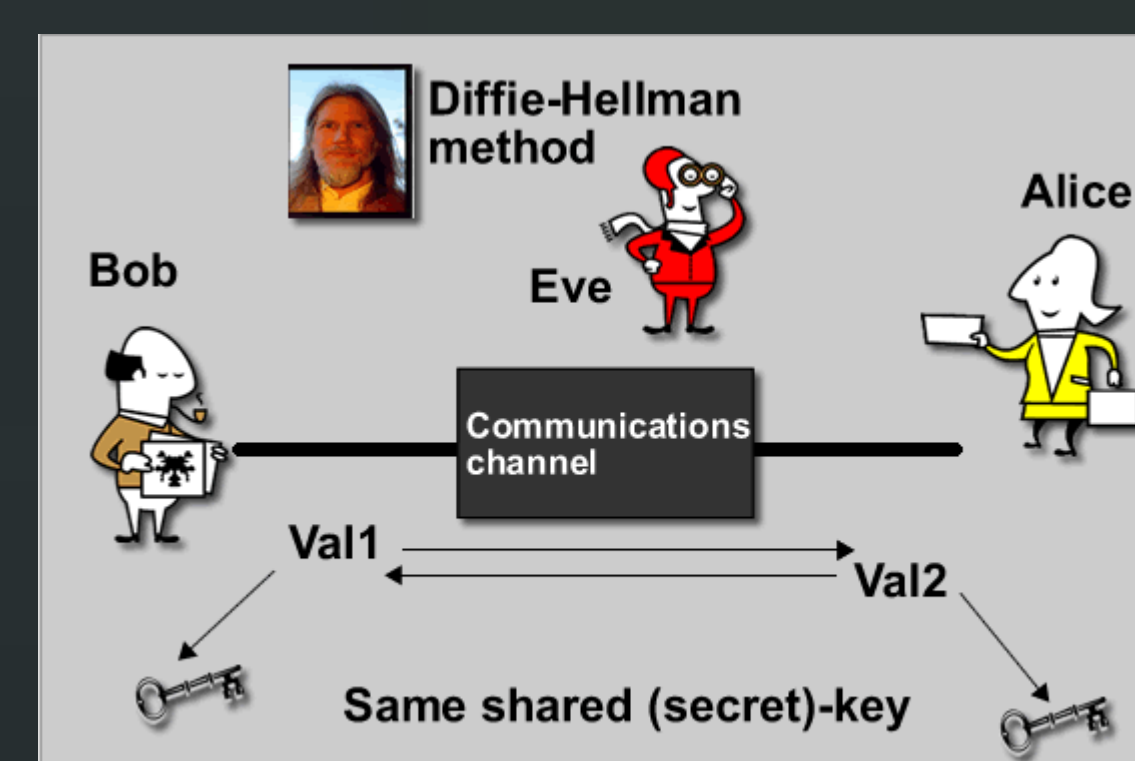 Diffie-Hellman
method
Alice
Bob
Eve
Communications
channel
Val1
Val2
Same shared (secret)-key